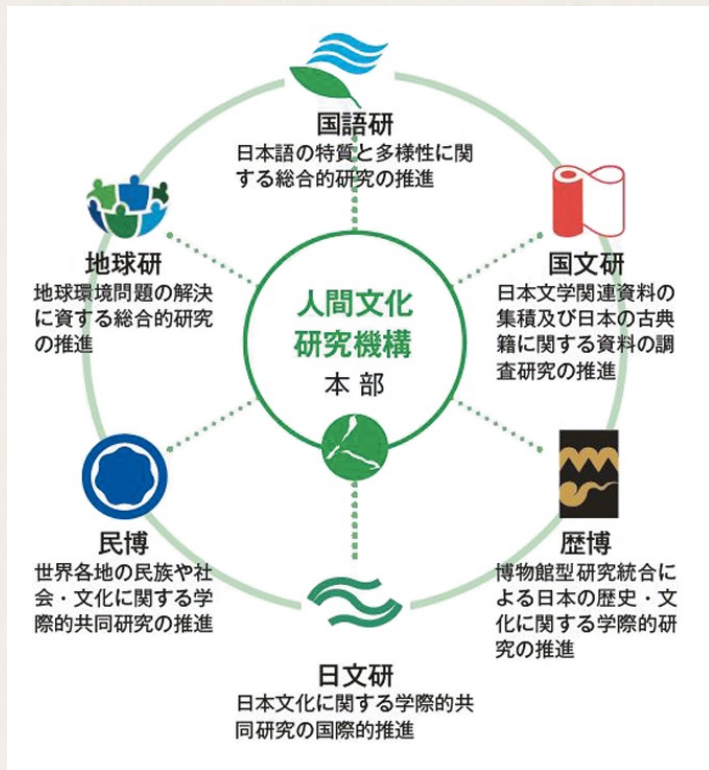 国語研
日本語の特質と多様性に関
する総合的研究の推進
国文研
日本文学関連資料の
集積及び日本の古典
籍に関する資料の調
査研究の推進
歴博
博物館型研究統合に
よる日本の歴史・文
化に関する学際的研
究の推進
日文研
日本文化に関する学際的共
同研究の国際的推進
民博
世界各地の民族や社
会・文化に関する学
際的共同研究の推進
地球研
地球環境問題の解決
に資する総合的研究
の推進
人間文化
研究機構
本部